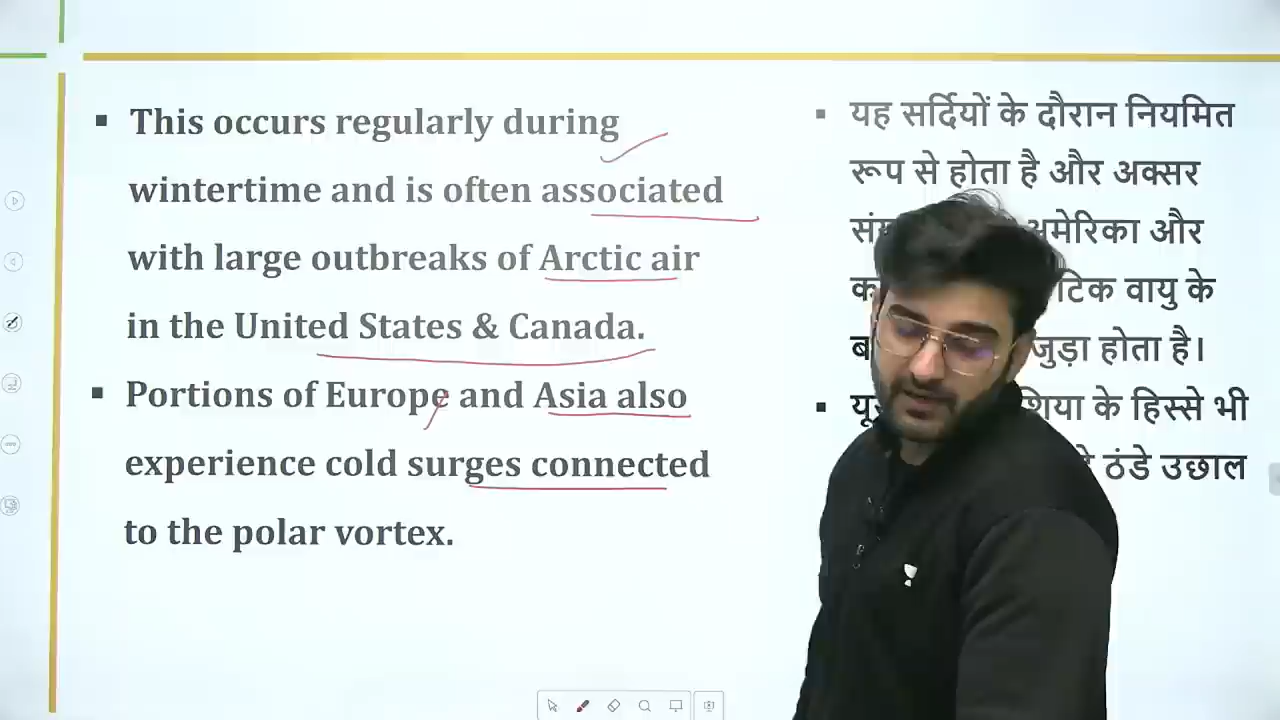 This occurs regularly during
wintertime and is often associated
with large outbreaks of Arctic air
in the United States & Canada.
Portions of Europe and Asia also
experience cold surges connected
to the polar vortex.
यह सर्दियों के दौरान नियमित
रूप से होता है और अक्सर
अमेरिका और
वायु के
जुड़ा होता है।
के हिस्से भी
ठंडे उछाल